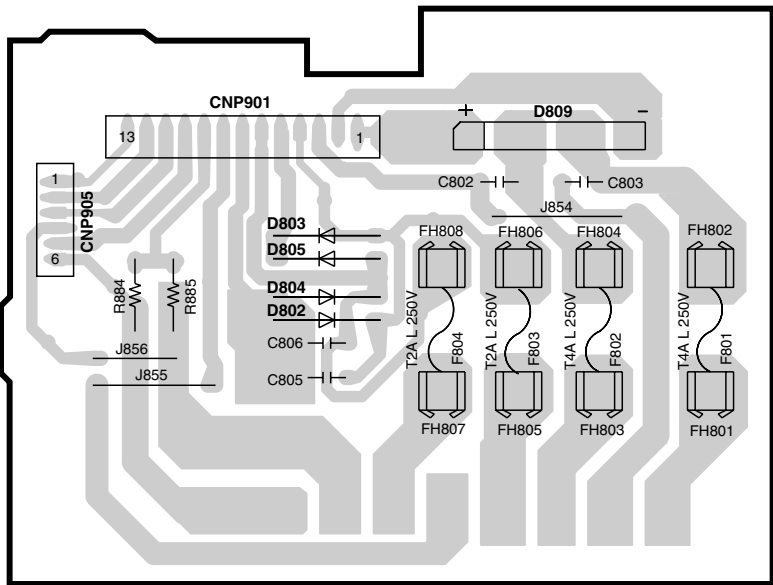 CNP901
13
1
+
D809
-
CNP905
1
6
C802
C803
J854
D803
D805
D804
D802
R884
R885
C806
C805
J856
J855
FH808
FH806
FH804
FH802
T2A L 250V
F804
T2A L 250V
F803
T4A L 250V
F802
T4A L 250V
F801
FH807
FH805
FH803
FH801